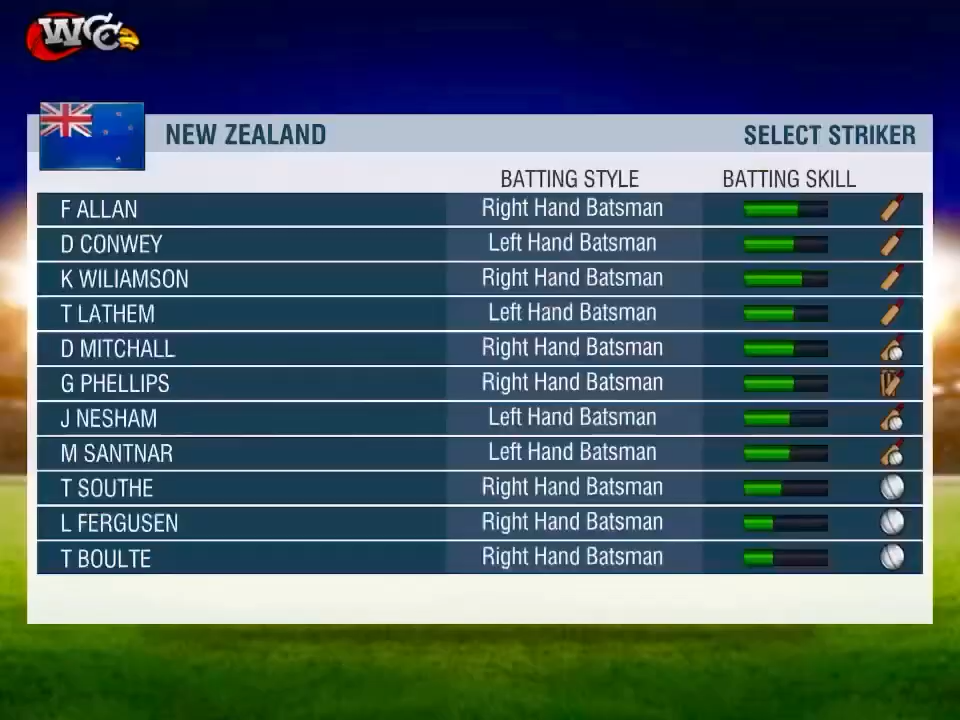 WCC
NEW ZEALAND SELECT STRIKER
BATTING STYLE BATTING SKILL
F ALLAN Right Hand Batsman
D CONWEY Left Hand Batsman
K WILIAMSON Right Hand Batsman
T LATHEM Left Hand Batsman
D MITCHALL Right Hand Batsman
G PHELLIPS Right Hand Batsman
J NESHAM Left Hand Batsman
M SANTNAR Left Hand Batsman
T SOUTHE Right Hand Batsman
L FERGUSEN Right Hand Batsman
T BOULTE Right Hand Batsman